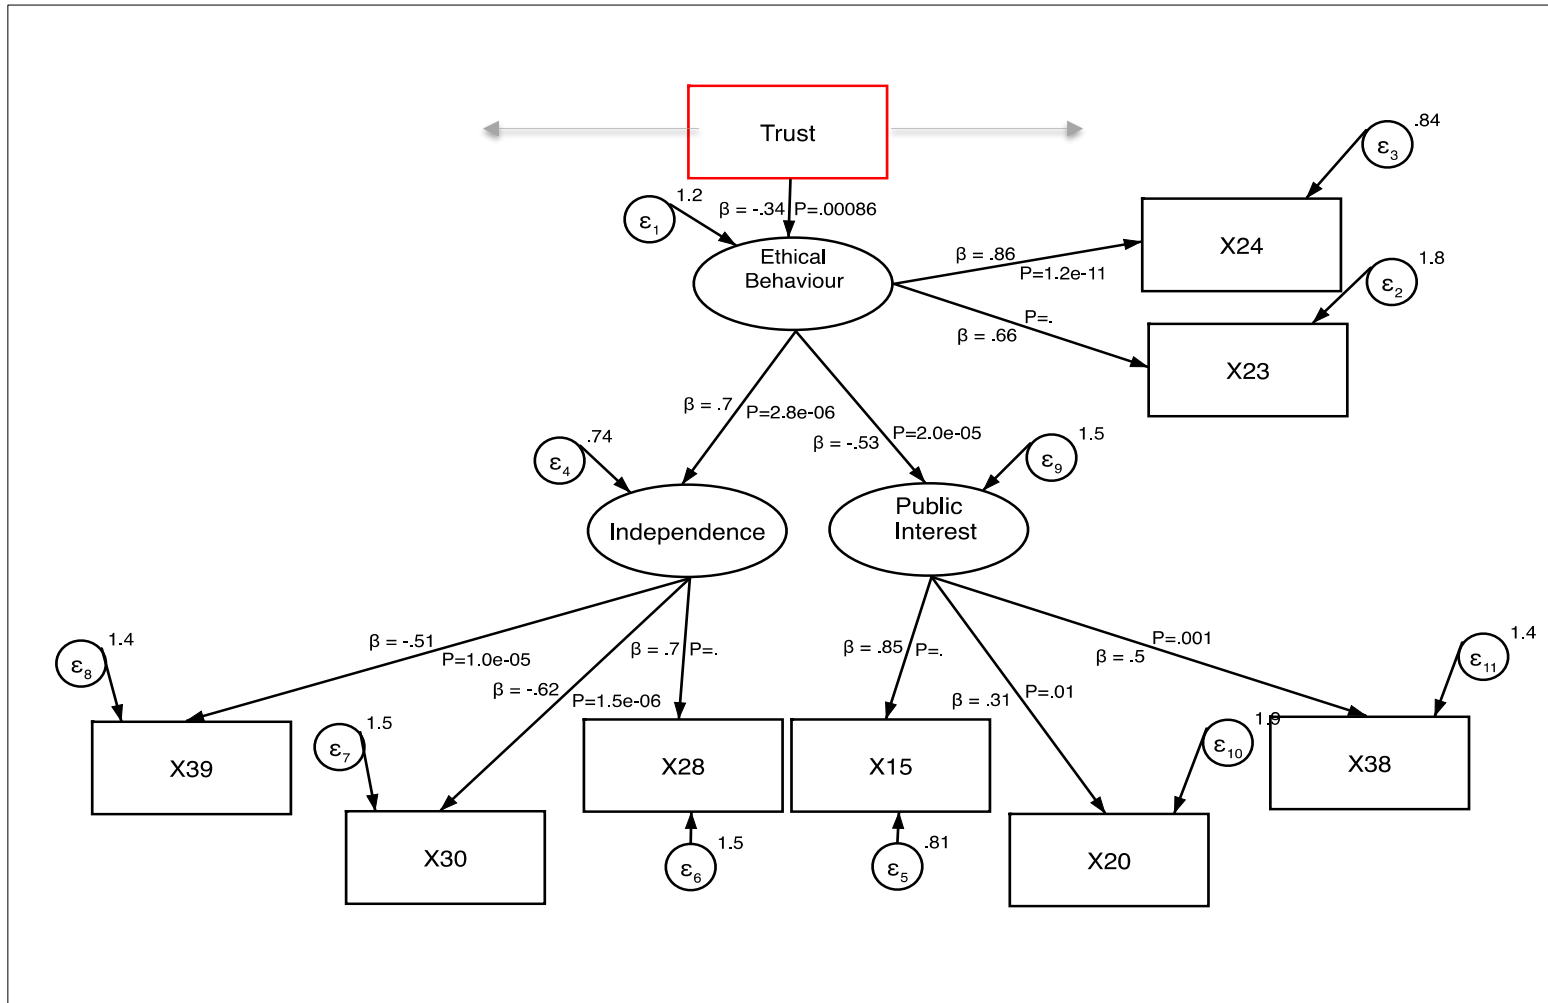 Trust
.84
ε3
1.2
β = -.34 P=.00086
ε1
X24
Ethical
Behaviour
β = .86
P=1.2e-11
1.8
ε2
P=.
β = .66
X23
β = .7 P=2.8e-06
β = -.53 P=2.0e-05
.74
ε4
1.5
ε9
Independence
Public
Interest
1.4
ε8
β = -.51
P=1.0e-05
β = .7 P=.
β = .85 P=.
P=.001
β = .5
1.4
ε11
β = -.62
P=1.5e-06
β = .31 P=.01
1.5
ε7
1.9
ε10
X39
X28
X15
X38
X30
1.5
ε6
.81
ε5
X20